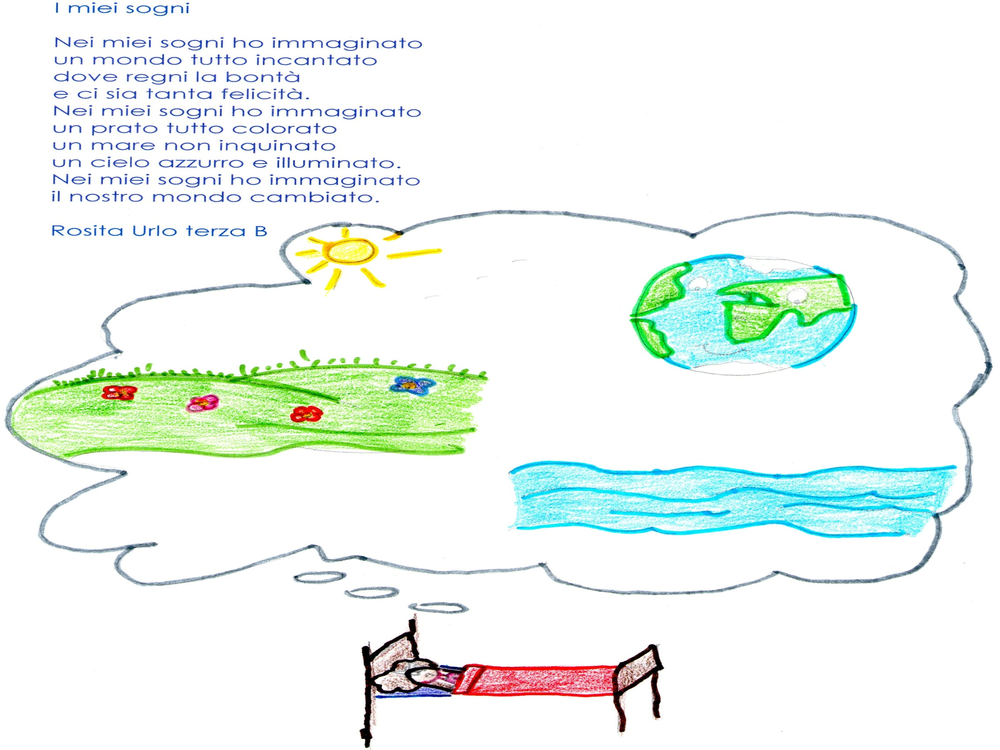 I miei sogni
Nei miei sogni ho immaginato
un mondo tutto incantato
dove regni la bontà
e ci sia tanta felicità.
Nei miei sogni ho immaginato
un prato tutto colorato
un mare non inquinato
un cielo azzurro e illuminato.
Nei miei sogni ho immaginato
il nostro mondo cambiato.
Rosita Urlo terza B